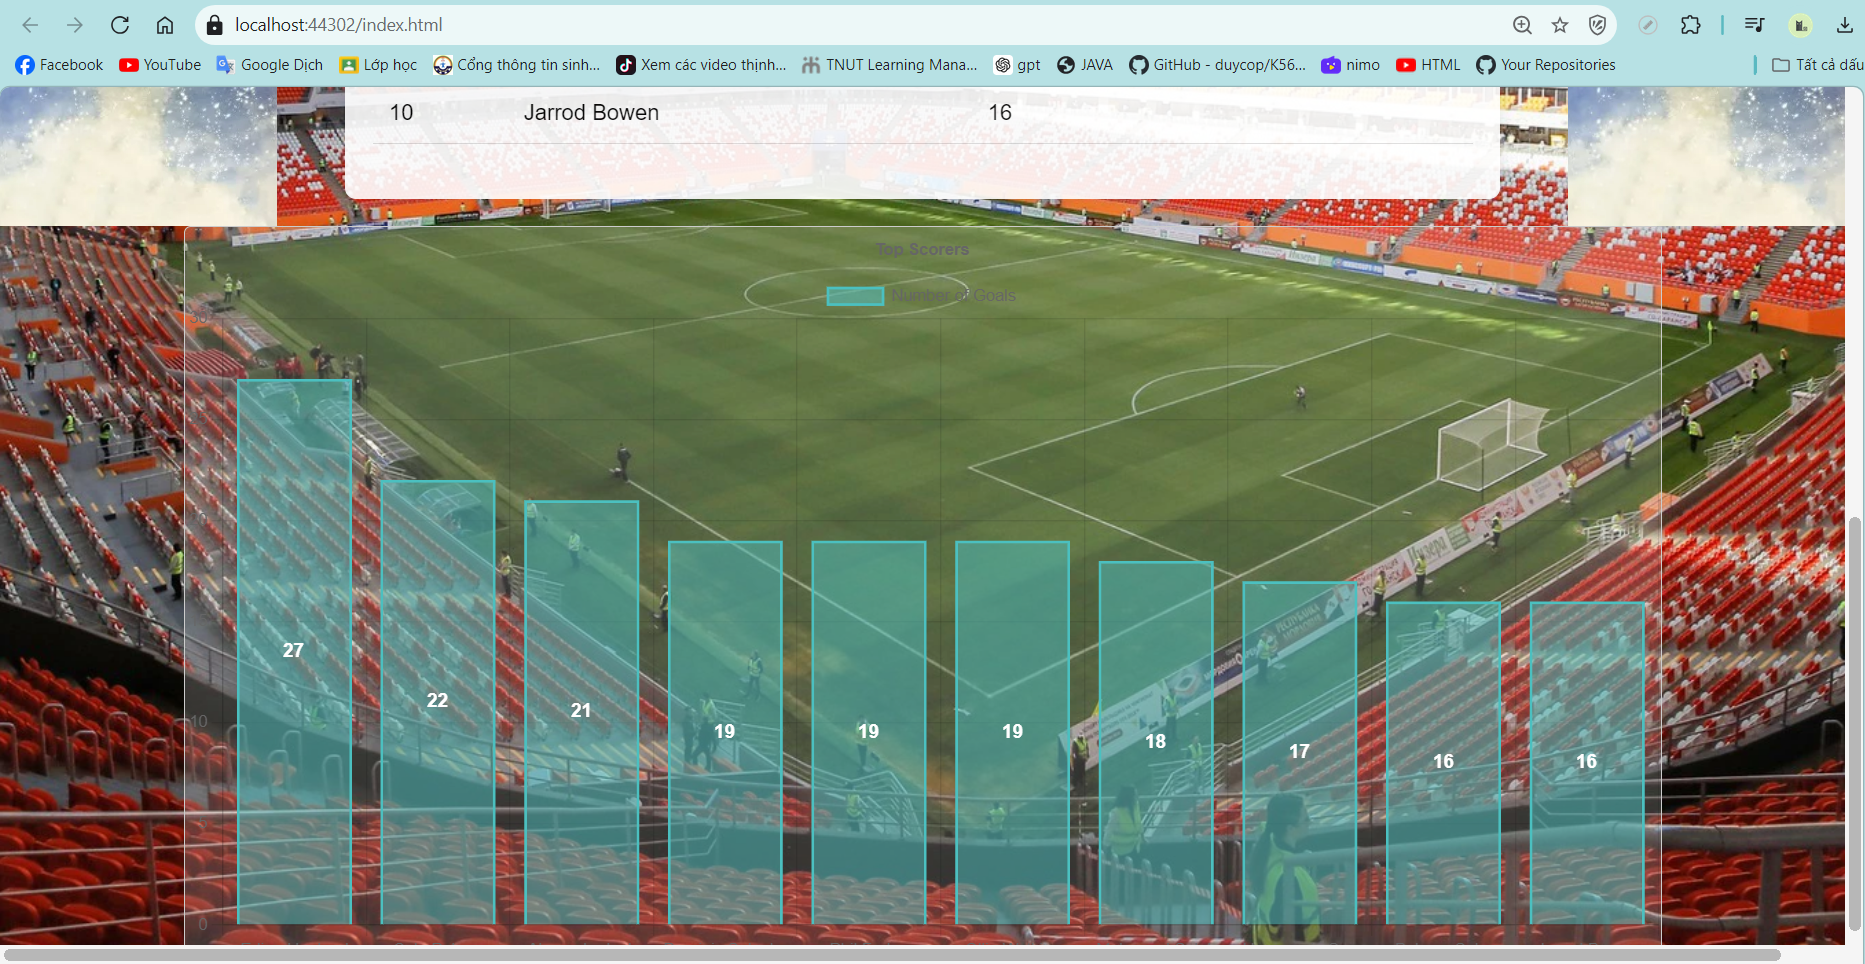 localhost:44302/index.html
Facebook YouTube Google Dịch Lớp học Cổng thông tin sinh... Xem các video thịnh... TNUT Learning Mana... gpt JAVA GitHub - duycop/K56... nimo HTML Your Repositories Tất cả dấu
10 Jarrod Bowen 16
Top Scorers
Number of Goals
30
27
22
21
19 19 19
18
17
16 16
10
0